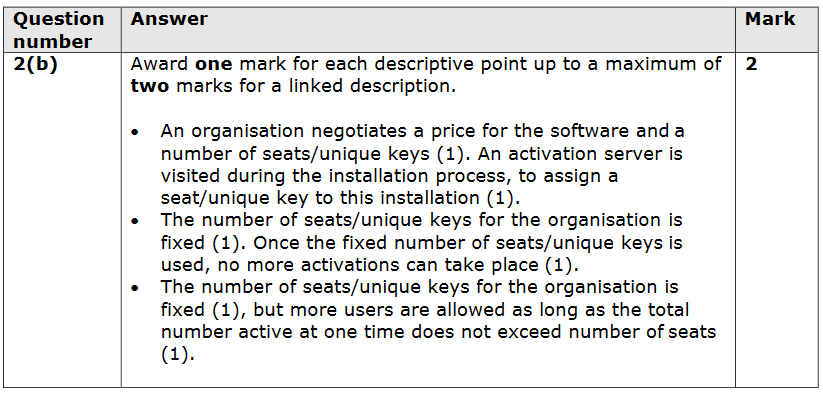 Question number
Answer
Mark
2(b)
Award one mark for each descriptive point up to a maximum of
two marks for a linked description.
2
• An organisation negotiates a price for the software and a
number of seats/unique keys (1). An activation server is
visited during the installation process, to assign a
seat/unique key to this installation (1).
• The number of seats/unique keys for the organisation is
fixed (1). Once the fixed number of seats/unique keys is
used, no more activations can take place (1).
• The number of seats/unique keys for the organisation is
fixed (1), but more users are allowed as long as the total
number active at one time does not exceed number of seats
(1).